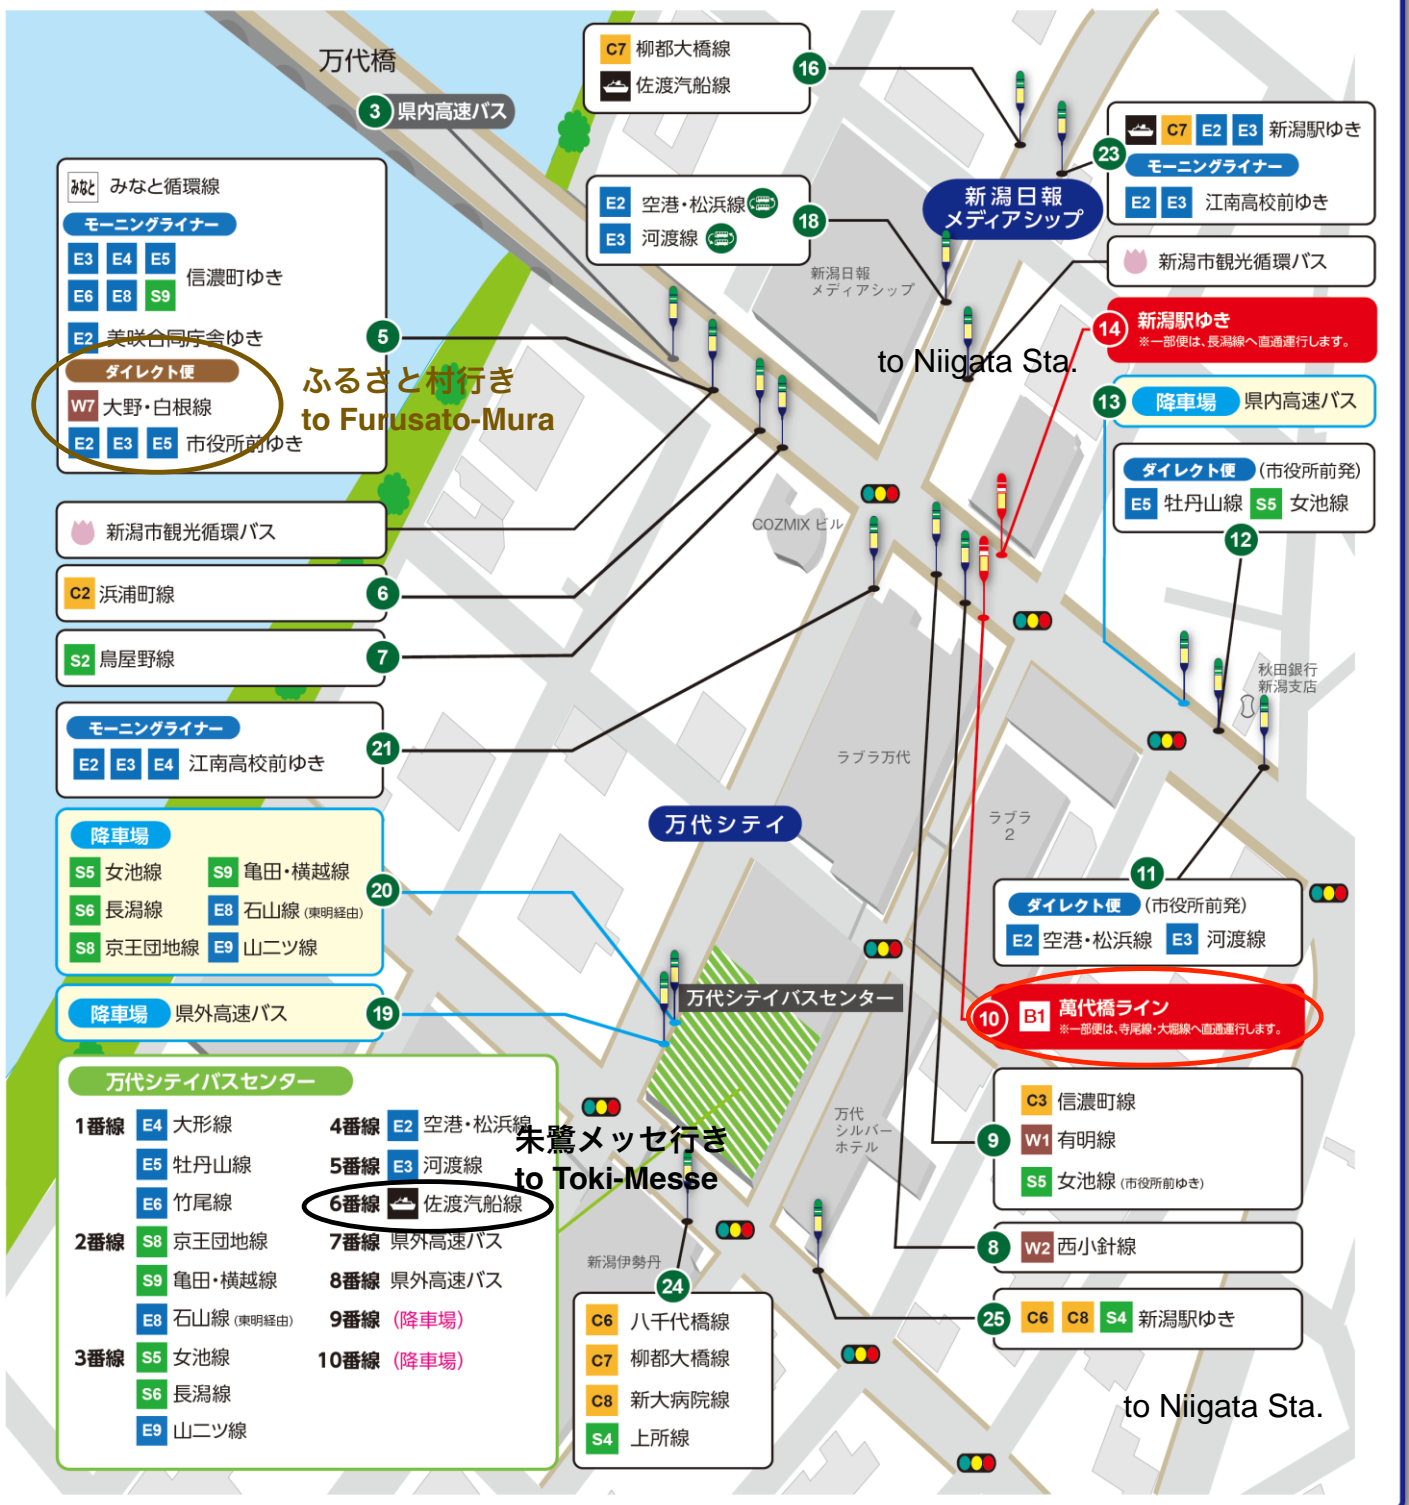 万代橋
3 県内高速バス
C7 柳都大橋線
佐渡汽船線
16
C7 E2 E3 新潟駅ゆき
モーニングライナー
E2 E3 江南高校前ゆき
23
みなと みなと循環線
モーニングライナー
E3 E4 E5
E6 E8 S9
信濃町ゆき
E2 美咲合同庁舎ゆき
ダイレクト便
W7 大野・白根線
E2 E3 E5 市役所前ゆき
5
ふるさと村行き
to Furusato-Mura
E2 空港・松浜線
E3 河渡線
18
新潟日報
メディアシップ
新潟日報
メディアシップ
新潟市観光循環バス
to Niigata Sta.
14 新潟駅ゆき
※一部便は、長潟線へ直通運行します。
13 降車場 県内高速バス
ダイレクト便 (市役所前発)
E5 牡丹山線 S5 女池線
12
新潟市観光循環バス
COZMIX ビル
C2 浜浦町線
6
S2 鳥屋野線
7
秋田銀行
新潟支店
モーニングライナー
E2 E3 E4 江南高校前ゆき
21
ラブラ万代
万代シテイ
ラブラ
2
降車場
S5 女池線 S9 亀田・横越線
S6 長潟線 E8 石山線 (東明経由)
S8 京王団地線 E9 山二ツ線
20
11
ダイレクト便 (市役所前発)
E2 空港・松浜線 E3 河渡線
降車場 県外高速バス
19
万代シテイバスセンター
10 B1 萬代橋ライン
※一部便は、寺尾線・大堀線へ直通運行します。
万代シテイバスセンター
1番線 E4 大形線
E5 牡丹山線
E6 竹尾線
2番線 S8 京王団地線
S9 亀田・横越線
E8 石山線 (東明経由)
3番線 S5 女池線
S6 長潟線
E9 山二ツ線
4番線 E2 空港・松浜線
5番線 E3 河渡線
6番線 佐渡汽船線
7番線 県外高速バス
8番線 県外高速バス
9番線 (降車場)
10番線 (降車場)
朱鷺メッセ行き
to Toki-Messe
万代
シルバー
ホテル
C3 信濃町線
W1 有明線
S5 女池線 (市役所前ゆき)
9
8 W2 西小針線
新潟伊勢丹
24
C6 八千代橋線
C7 柳都大橋線
C8 新大病院線
S4 上所線
25 C6 C8 S4 新潟駅ゆき
to Niigata Sta.